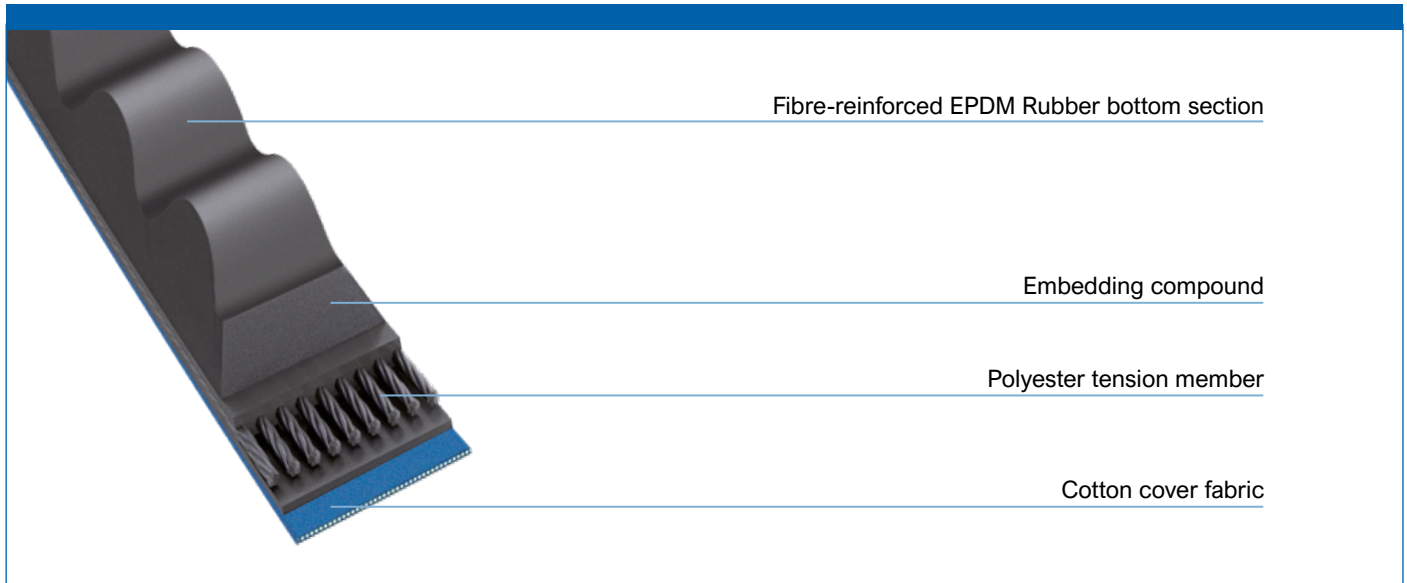 Fibre-reinforced EPDM Rubber bottom section
Embedding compound
Polyester tension member
Cotton cover fabric